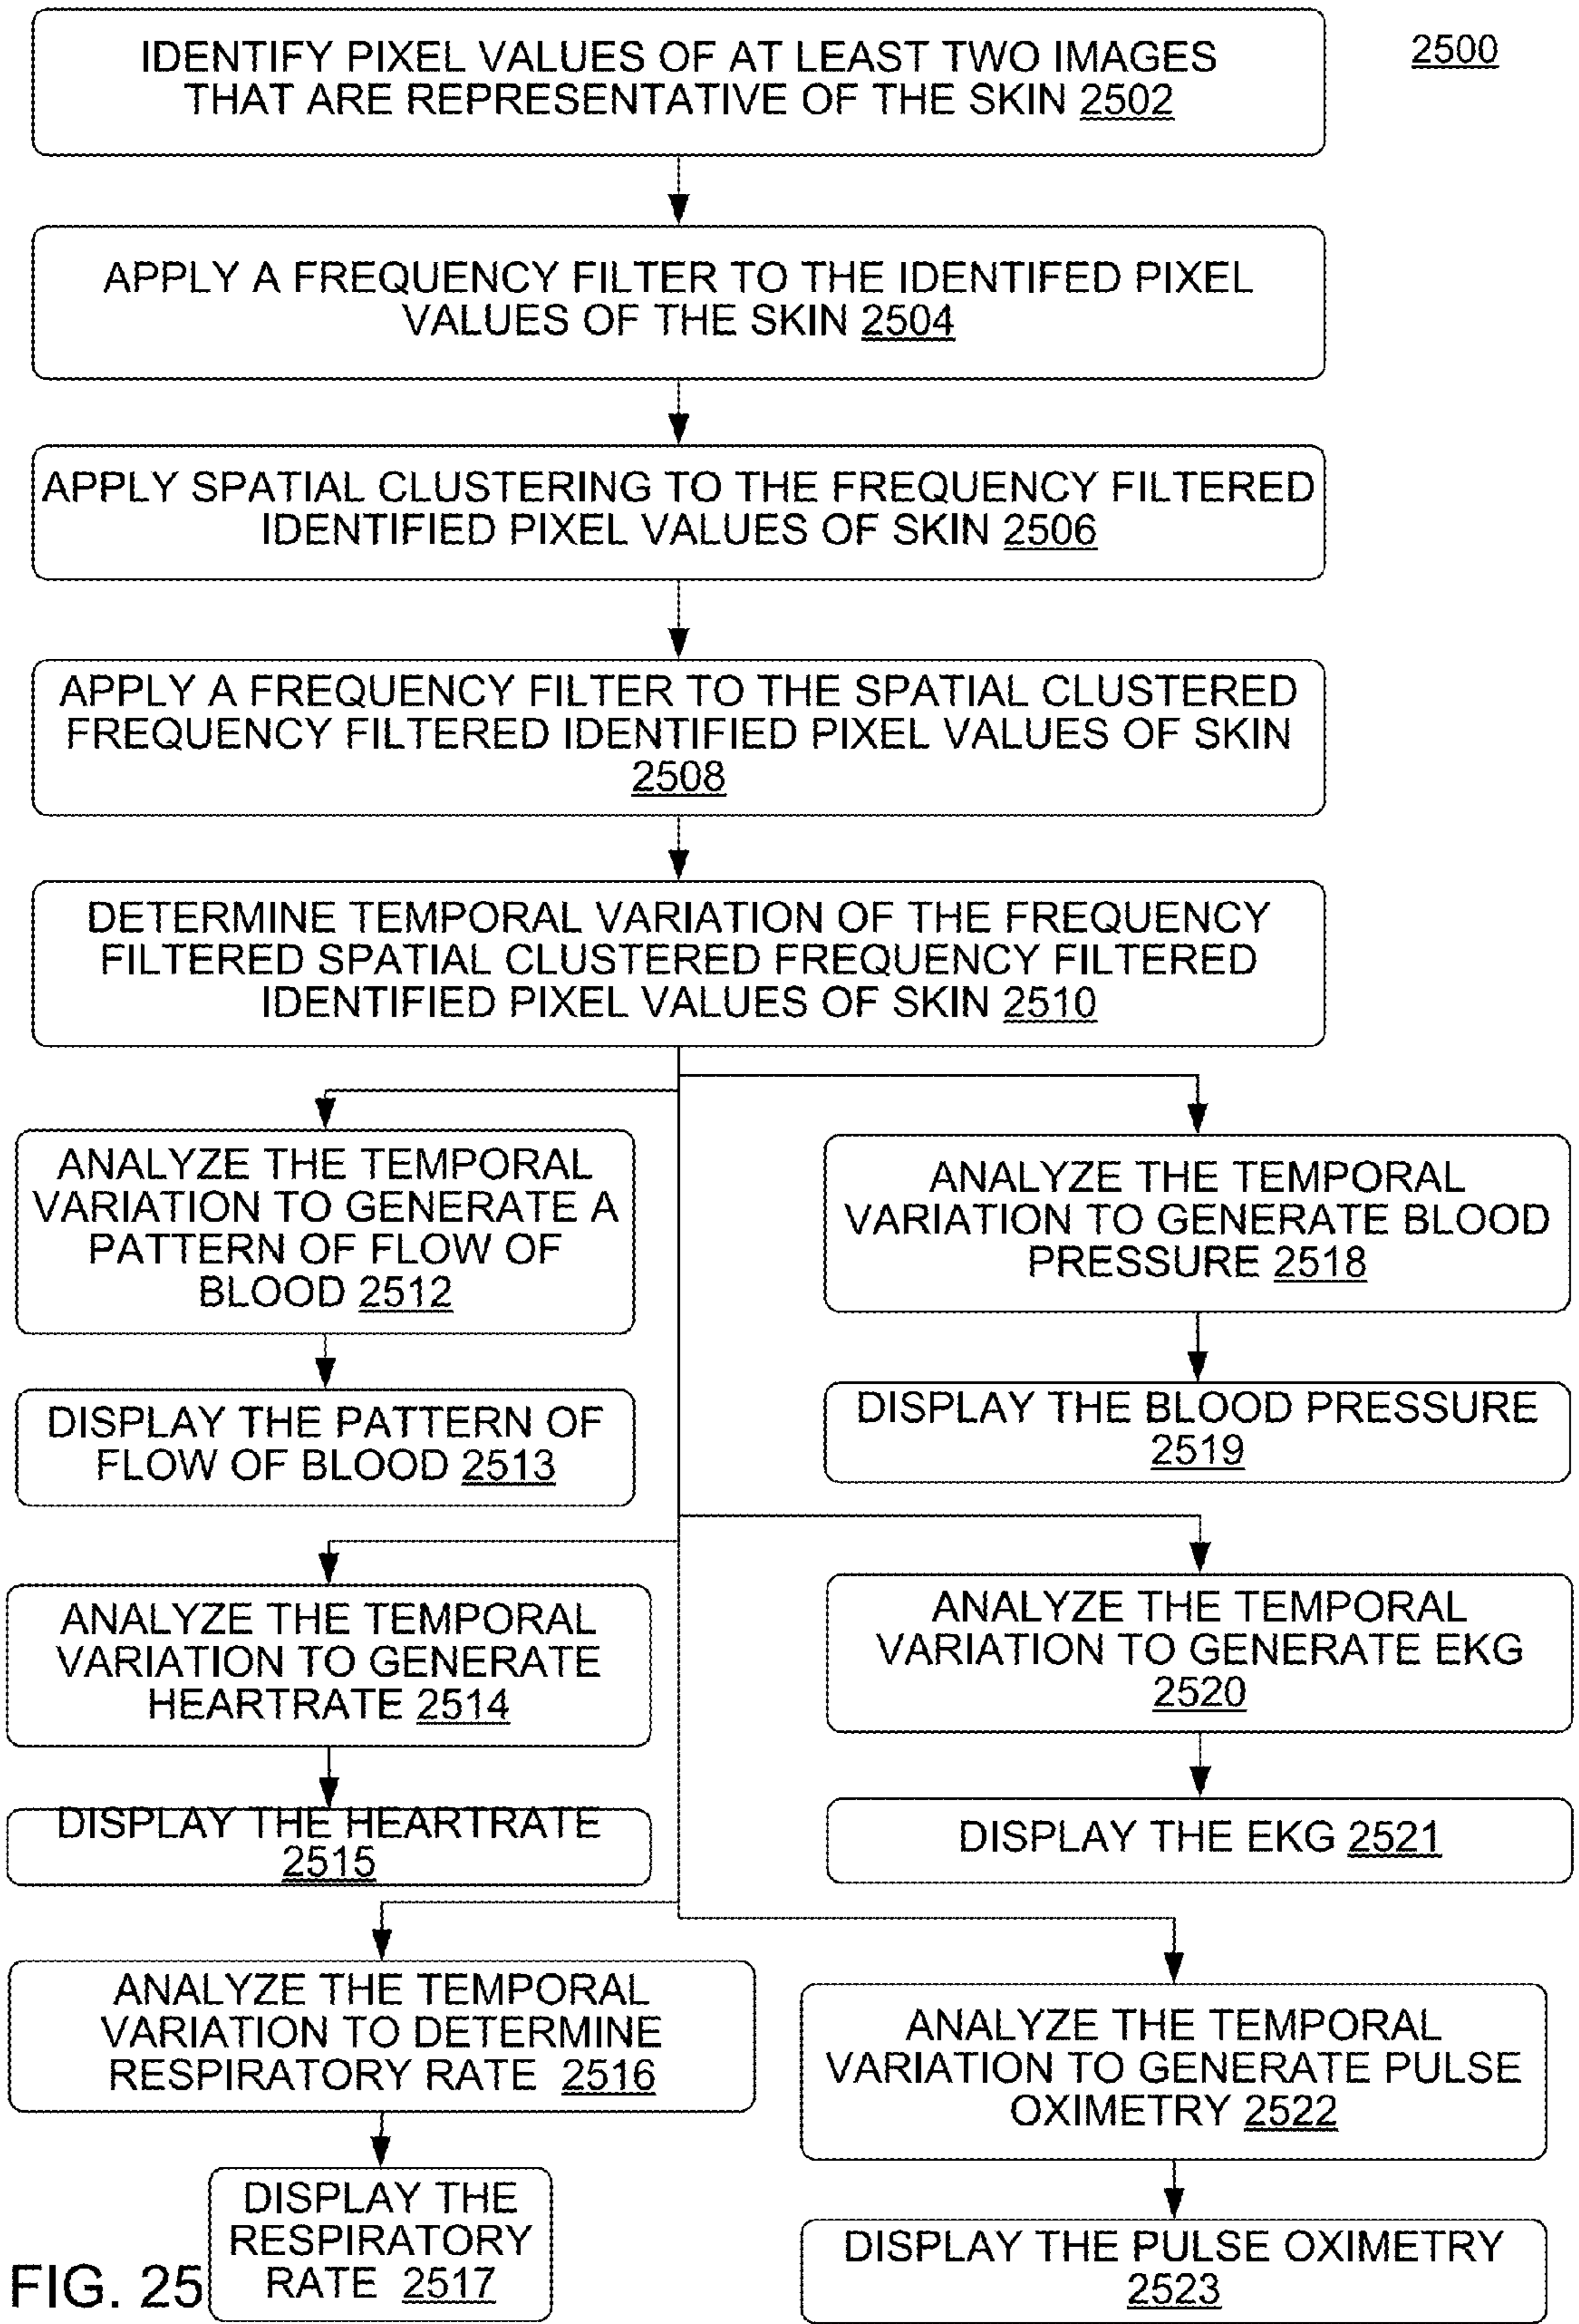 IDENTIFY PIXEL VALUES OF AT LEAST TWO IMAGES
THAT ARE REPRESENTATIVE OF THE SKIN 2502
2500
APPLY A FREQUENCY FILTER TO THE IDENTIFED PIXEL
VALUES OF THE SKIN 2504
APPLY SPATIAL CLUSTERING TO THE FREQUENCY FILTERED
IDENTIFIED PIXEL VALUES OF SKIN 2506
APPLY A FREQUENCY FILTER TO THE SPATIAL CLUSTERED
FREQUENCY FILTERED IDENTIFIED PIXEL VALUES OF SKIN
2508
DETERMINE TEMPORAL VARIATION OF THE FREQUENCY
FILTERED SPATIAL CLUSTERED FREQUENCY FILTERED
IDENTIFIED PIXEL VALUES OF SKIN 2510
ANALYZE THE TEMPORAL
VARIATION TO GENERATE A
PATTERN OF FLOW OF
BLOOD 2512
ANALYZE THE TEMPORAL
VARIATION TO GENERATE BLOOD
PRESSURE 2518
DISPLAY THE PATTERN OF
FLOW OF BLOOD 2513
DISPLAY THE BLOOD PRESSURE
2519
ANALYZE THE TEMPORAL
VARIATION TO GENERATE
HEARTRATE 2514
ANALYZE THE TEMPORAL
VARIATION TO GENERATE EKG
2520
DISPLAY THE HEARTRATE
2515
DISPLAY THE EKG 2521
ANALYZE THE TEMPORAL
VARIATION TO DETERMINE
RESPIRATORY RATE 2516
ANALYZE THE TEMPORAL
VARIATION TO GENERATE PULSE
OXIMETRY 2522
DISPLAY THE
RESPIRATORY
RATE 2517
DISPLAY THE PULSE OXIMETRY
2523
FIG. 25